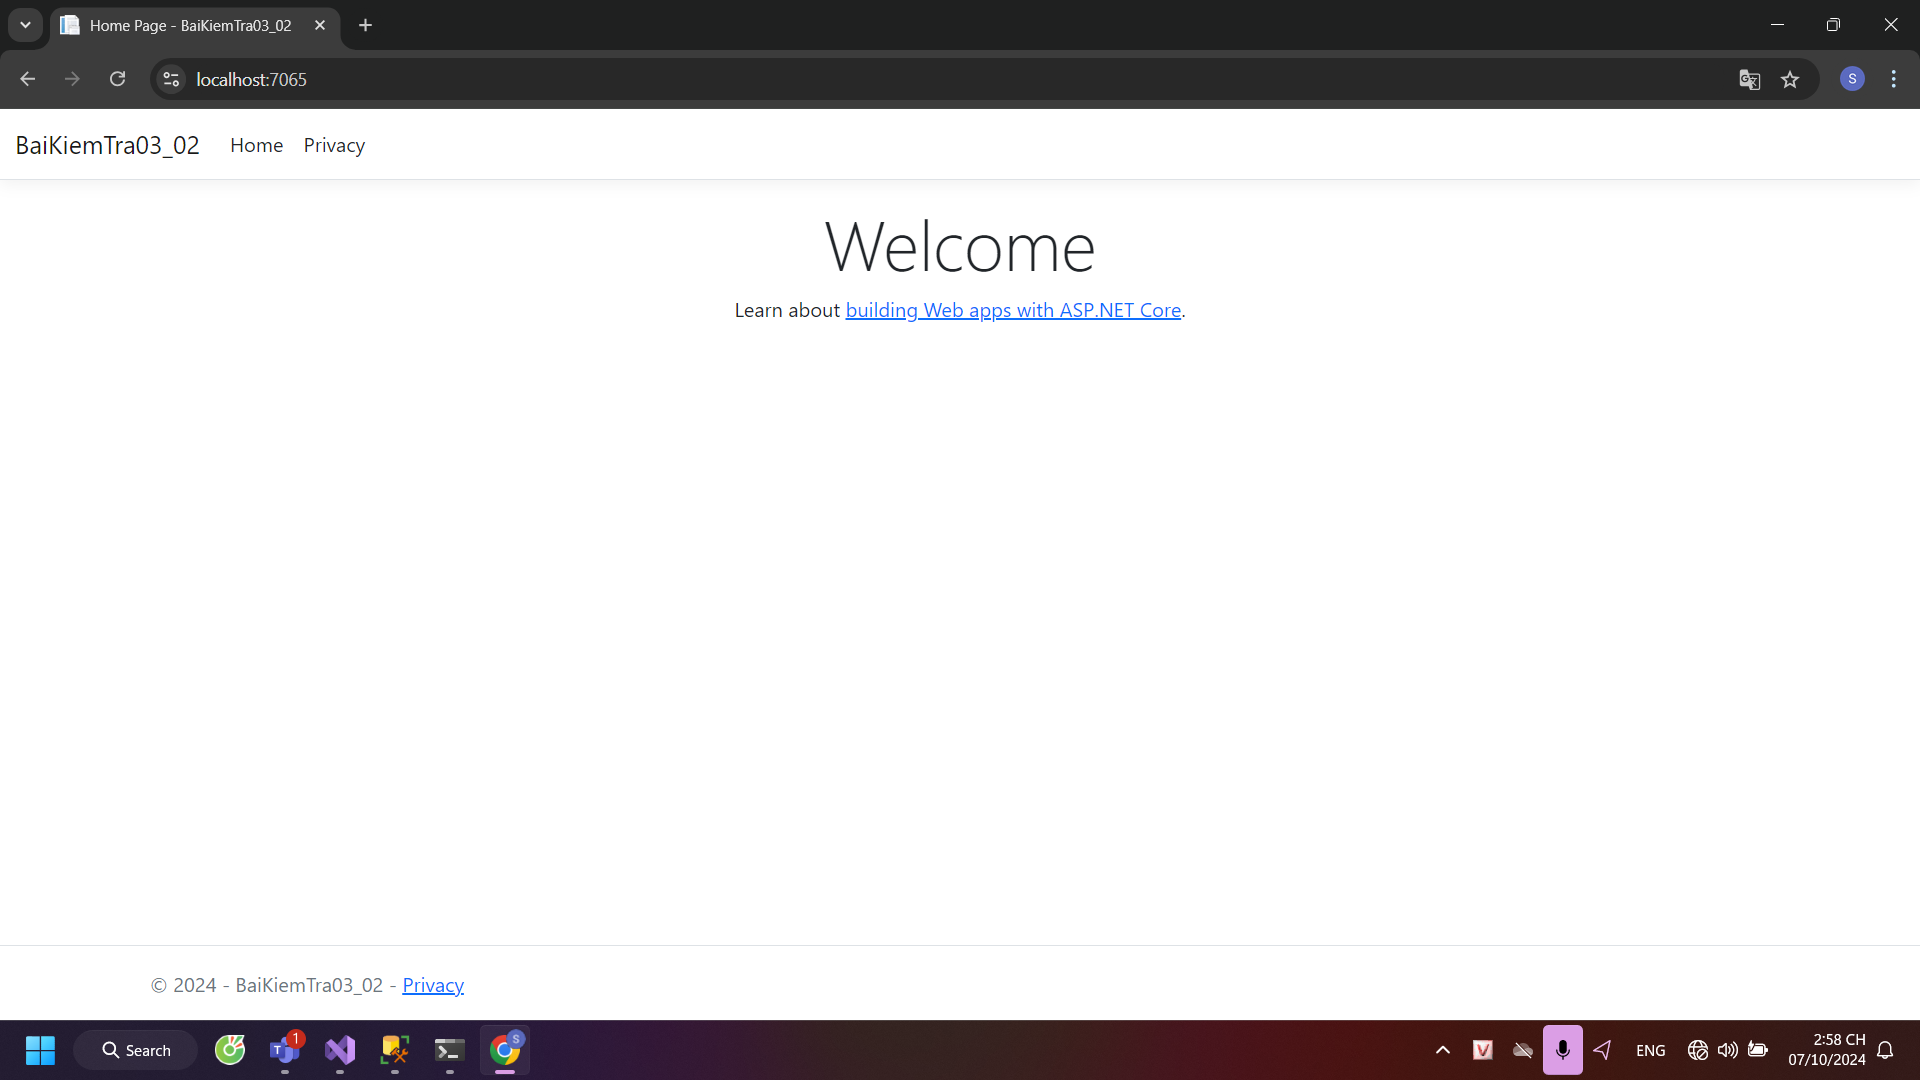 Home Page - BaiKiemTra03_02
localhost:7065
S
BaiKiemTra03_02 Home Privacy
Welcome
Learn about building Web apps with ASP.NET Core.
© 2024 - BaiKiemTra03_02 - Privacy
Search
T
1
S
V
ENG
2:58 CH
07/10/2024